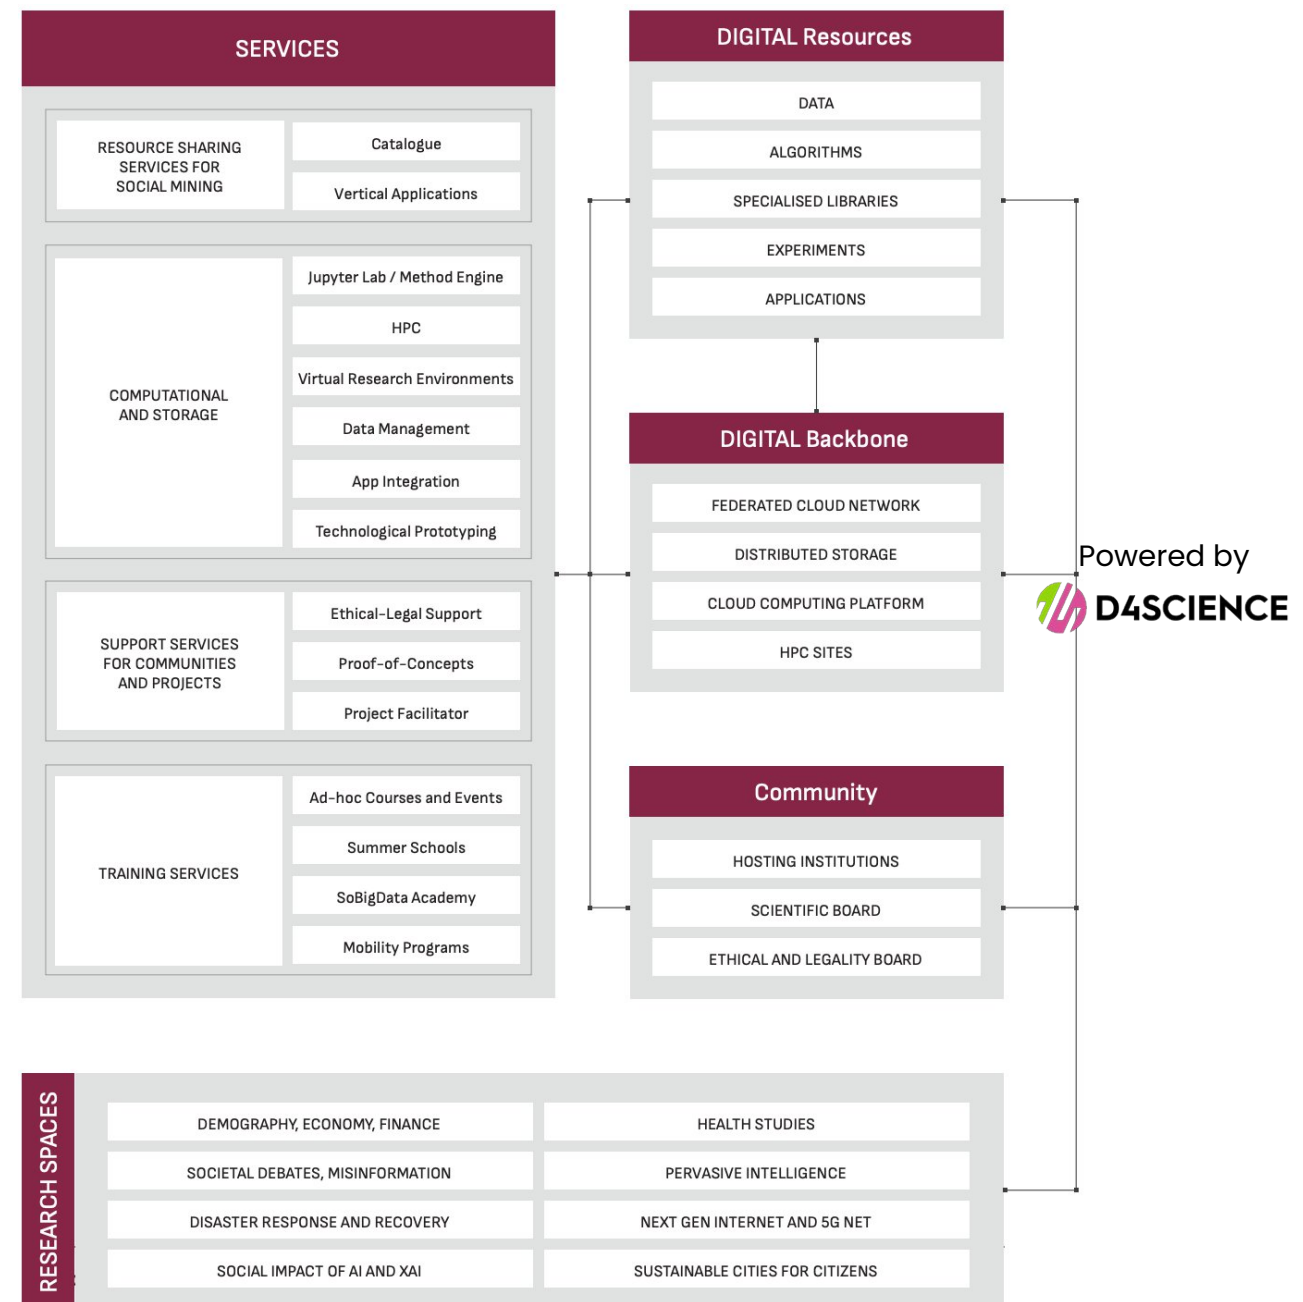 SERVICES
RESOURCE SHARING
SERVICES FOR
SOCIAL MINING
Catalogue
Vertical Applications
COMPUTATIONAL
AND STORAGE
Jupyter Lab / Method Engine
HPC
Virtual Research Environments
Data Management
App Integration
Technological Prototyping
SUPPORT SERVICES
FOR COMMUNITIES
AND PROJECTS
Ethical-Legal Support
Proof-of-Concepts
Project Facilitator
TRAINING SERVICES
Ad-hoc Courses and Events
Summer Schools
SoBigData Academy
Mobility Programs
DIGITAL Resources
DATA
ALGORITHMS
SPECIALISED LIBRARIES
EXPERIMENTS
APPLICATIONS
DIGITAL Backbone
FEDERATED CLOUD NETWORK
DISTRIBUTED STORAGE
CLOUD COMPUTING PLATFORM
HPC SITES
Community
HOSTING INSTITUTIONS
SCIENTIFIC BOARD
ETHICAL AND LEGALITY BOARD
Powered by
D4SCIENCE
RESEARCH SPACES
DEMOGRAPHY, ECONOMY, FINANCE
SOCIETAL DEBATES, MISINFORMATION
DISASTER RESPONSE AND RECOVERY
SOCIAL IMPACT OF AI AND XAI
HEALTH STUDIES
PERVASIVE INTELLIGENCE
NEXT GEN INTERNET AND 5G NET
SUSTAINABLE CITIES FOR CITIZENS